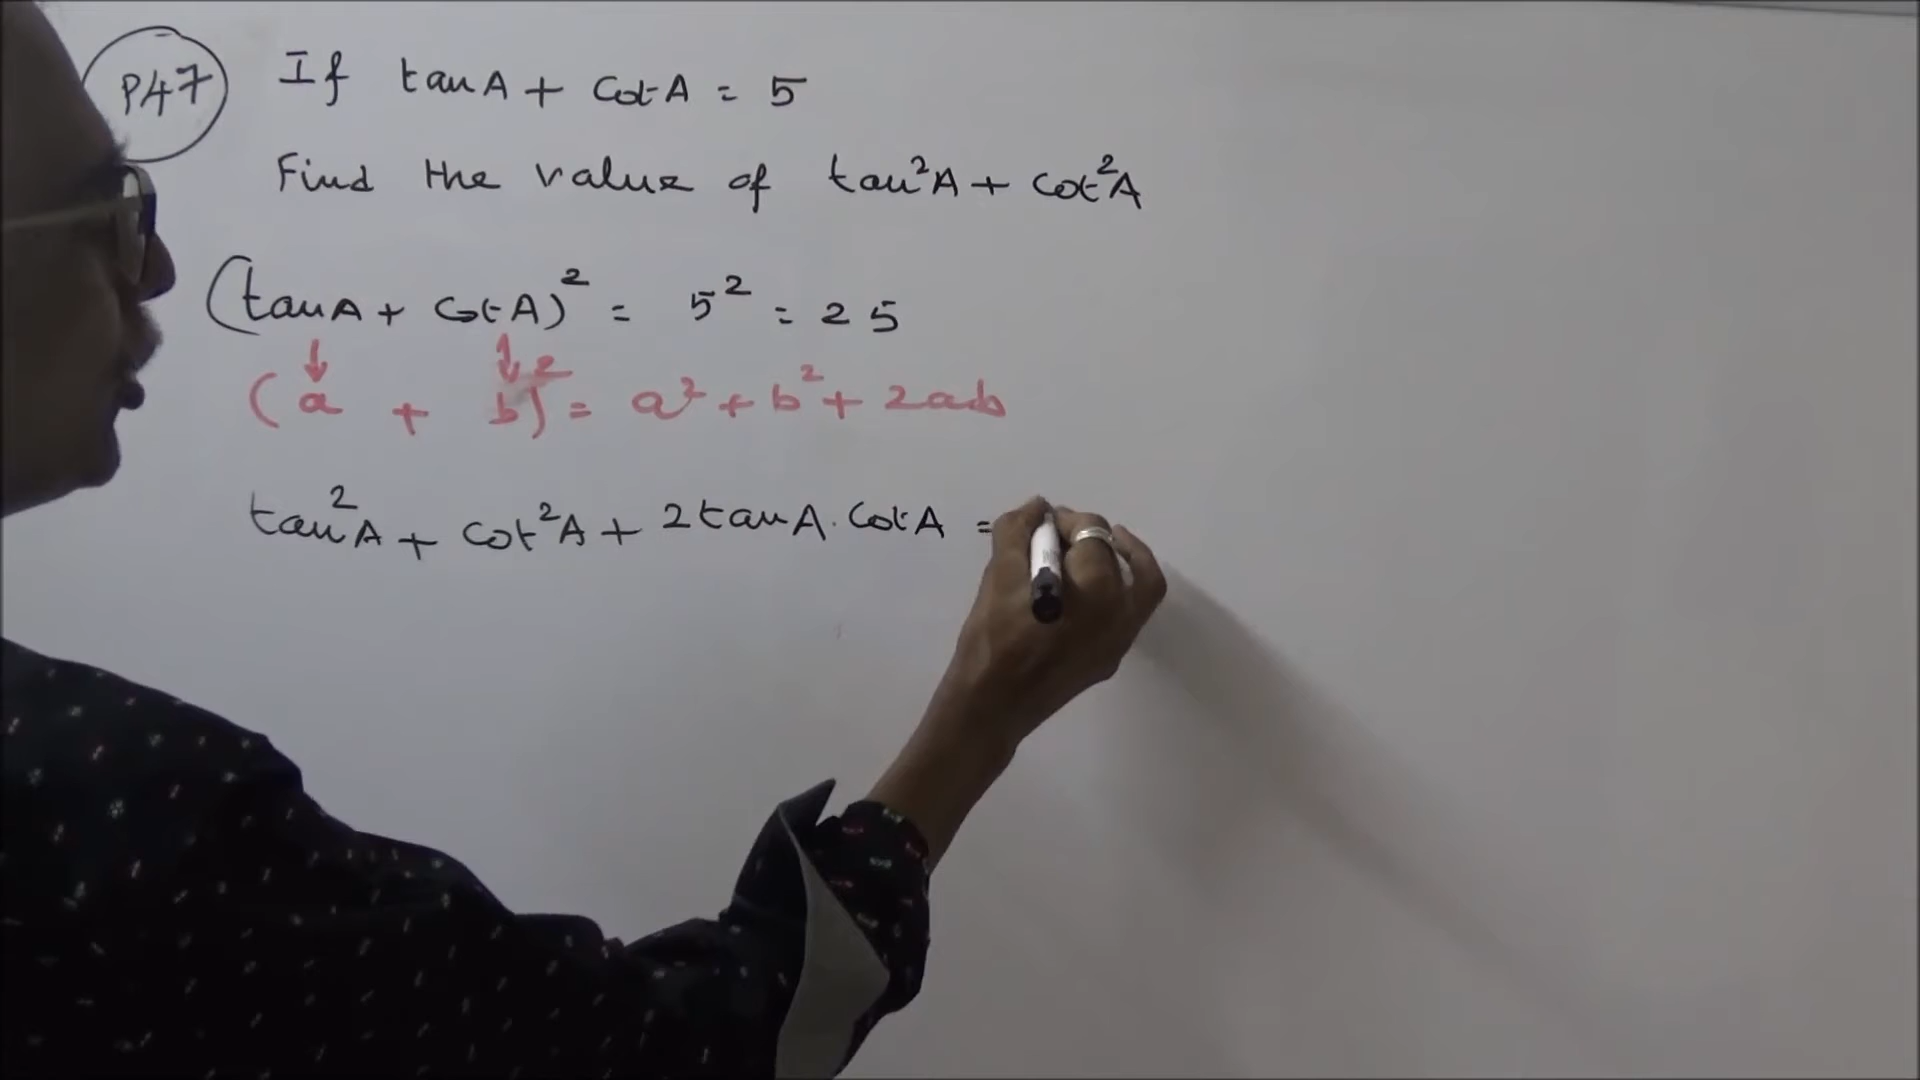 P47
If tanA + cotA = 5
Find the value of tan²A + cot²A
(tanA + cotA)² = 5² = 25
(a + b)² = a² + b² + 2ab
tan²A + cot²A + 2tanA.cotA =